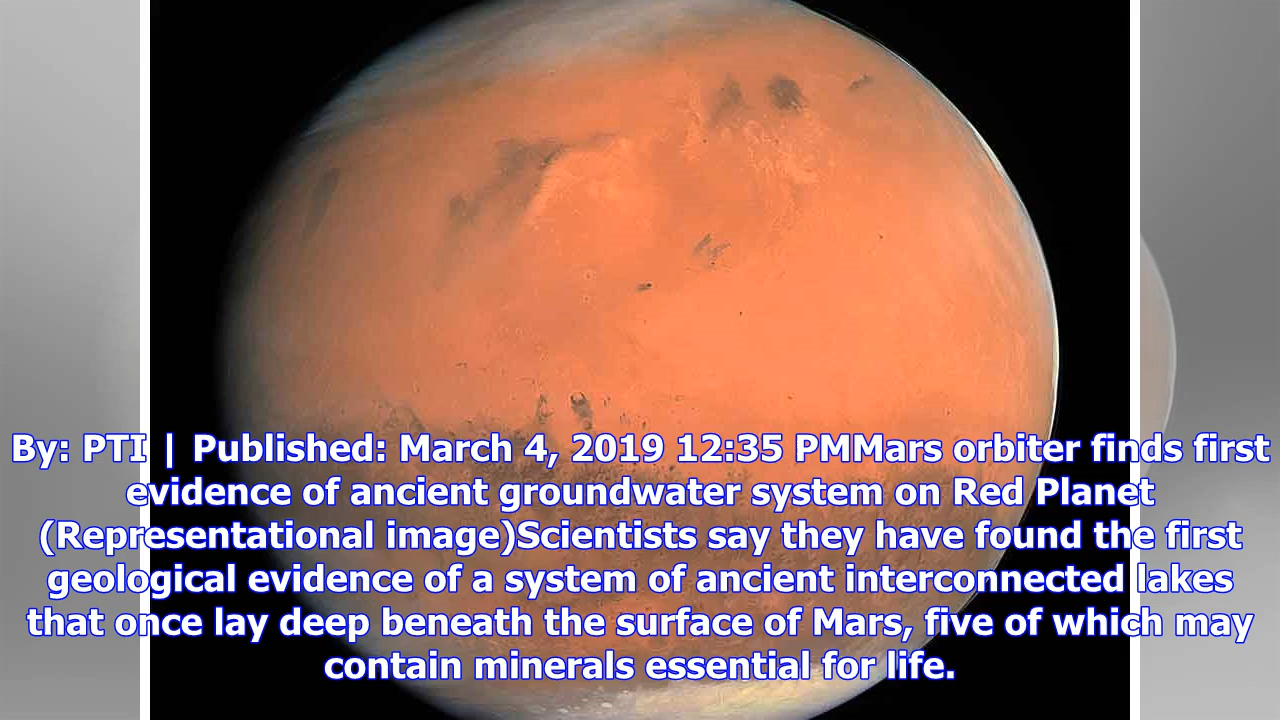 By: PTI | Published: March 4, 2019 12:35 PMMars orbiter finds first
evidence of ancient groundwater system on Red Planet
(Representational image)Scientists say they have found the first
geological evidence of a system of ancient interconnected lakes
that once lay deep beneath the surface of Mars, five of which may
contain minerals essential for life.